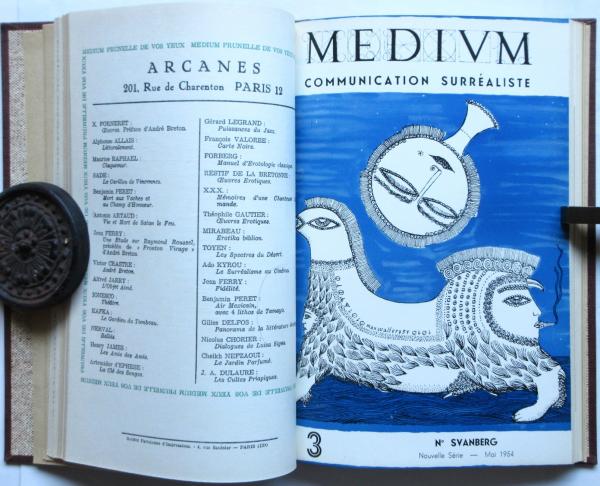 MEDIUM PRUNELLE DE VOS YEUX MEDIUM PRUNELLE DE VOS YEUX
ARCANES
201, Rue de Charenton PARIS 12
X. FORNERET :
Œuvres. Préface d'André Breton.
Alphonse ALLAIS :
Maurice RAPHAEL :
Claquemur.
SADE :
Le Carillon de Vincennes.
Benjamin PERET :
Mort aux Vaches et
au Champ d'Honneur.
Antonin ARTAUD :
Vie et Mort de Satan le Feu.
Jean FERRY :
Une Etude sur Raymond Roussel,
précédée de « Fronton Virage »
d'André Breton.
Victor CRASTRE :
André Breton.
Alfred JARRY :
L'Objet Aimé.
IONESCO :
Théâtre.
KAFKA :
Le Gardien du Tombeau.
NERVAL :
Henry JAMES :
Les Amis des Amis.
Artémidor d'EPHESE :
La Clé des Songes.
Gérard LEGRAND :
Puissances du Jazz.
François VALORBE :
Carte Noire.
FORBERG :
Manuel d'Erotologie classique.
RESTIF DE LA BRETONNE :
Œuvres Erotiques.
X.X.X. :
Mémoires d'une Chanteuse
Théophile GAUTIER :
Œuvres Erotiques.
MIRABEAU :
Erotika biblion.
TOYEN :
Les Spectres du Désert.
Ado KYROU :
Le Surréalisme au Cinéma.
Jean FERRY :
Fidélité.
Benjamin PERET :
Air Mexicain,
avec 4 lithos de Tamayo.
Gilles DELFOS :
Panorama de la littérature
Nicolas CHORIER :
Dialogues de Luisa Sigea.
Cheikh NEFZAOUI :
Le Jardin Parfumé.
J. A. DULAURE :
Les Cultes Priapiques.
PRUNELLE DE VOS YEUX MEDIUM PRUNELLE DE VOS YEUX MEDIUM
PARIS
MEDIVM
COMMUNICATION SURRÉALISTE
MAX WALTER
3
N° SVANBERG
Nouvelle Série — Mai 1954